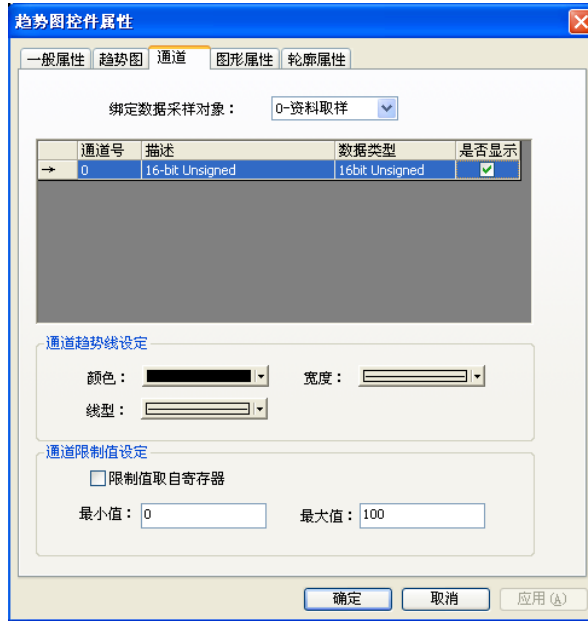 趋势图控件属性
一般属性 趋势图 通道 图形属性 轮廓属性
绑定数据采样对象： 0-资料取样
通道号 描述 数据类型 是否显示
0 16-bit Unsigned 16bit Unsigned
通道趋势线设定
颜色： 宽度：
线型：
通道限制值设定
限制值取自寄存器
最小值： 0 最大值： 100
确定 取消 应用(A)